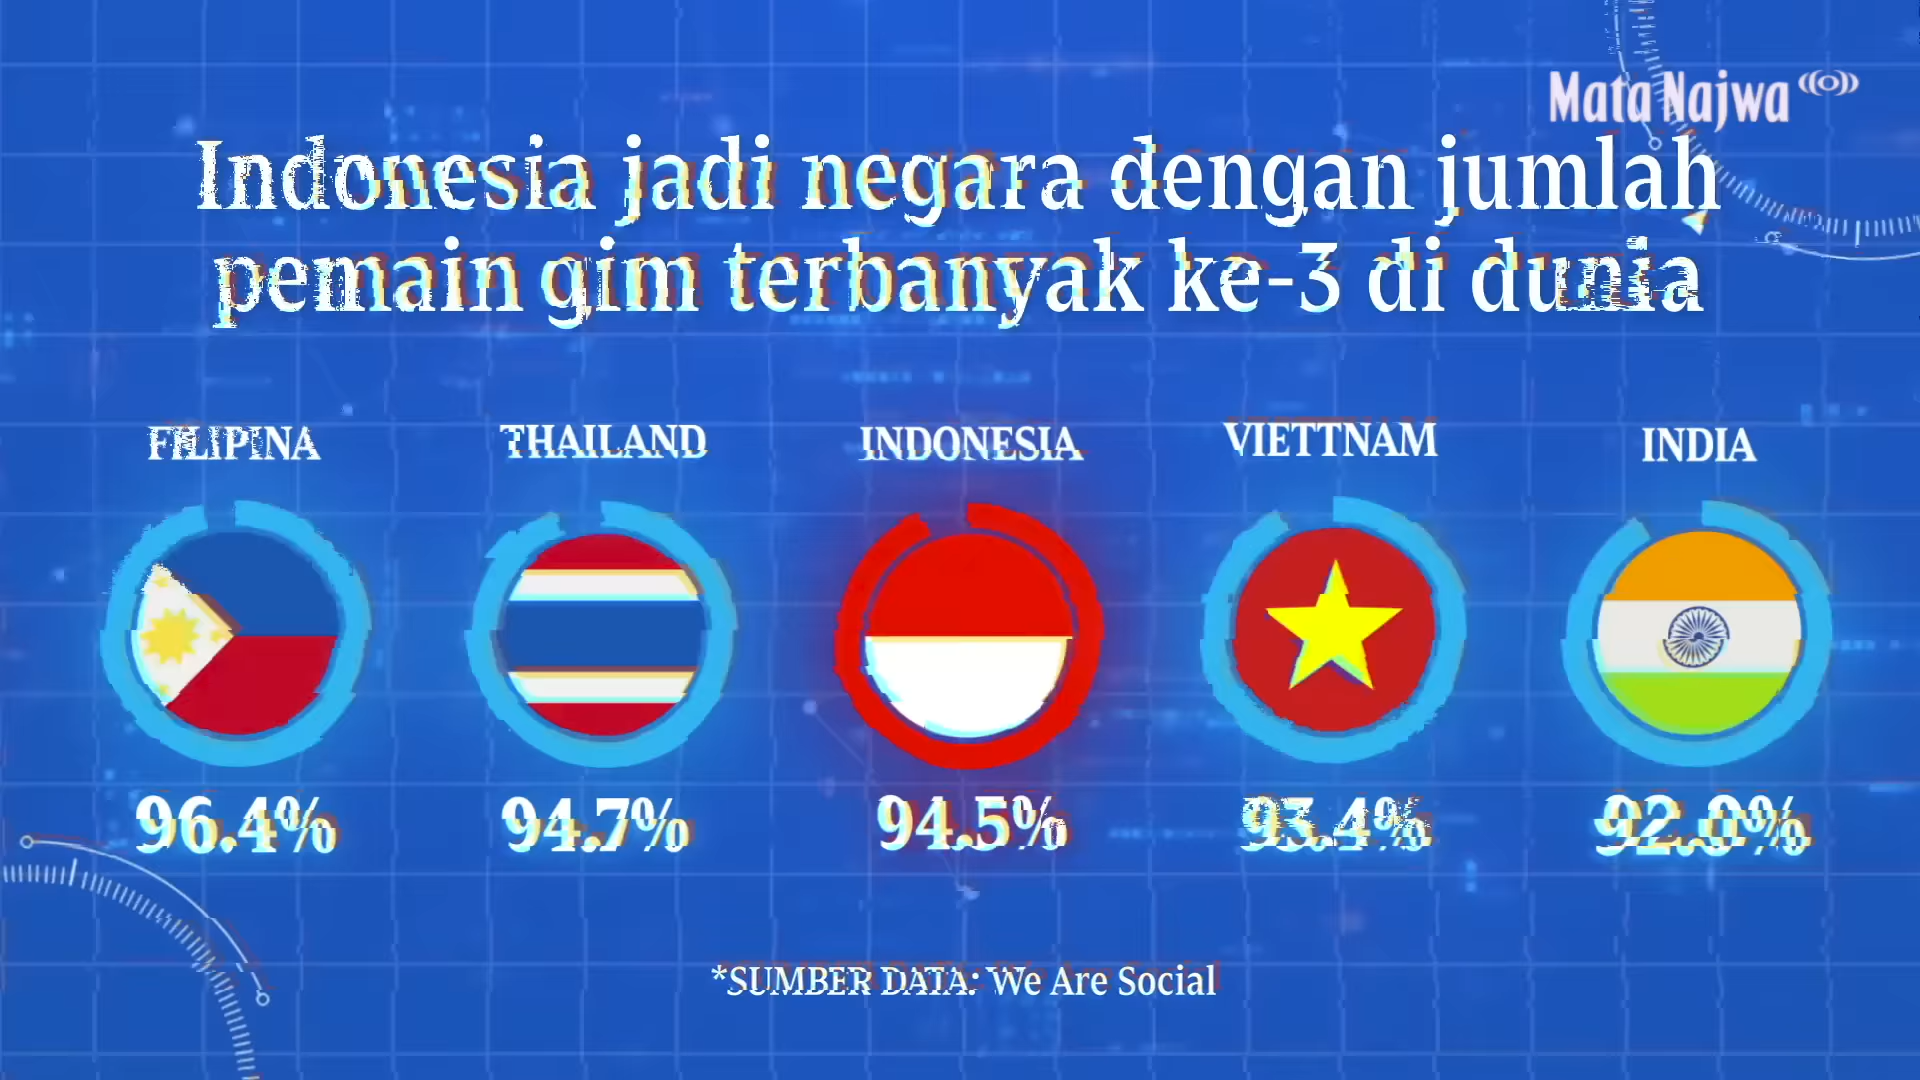 Mata Najwa
Indonesia jadi negara dengan jumlah
pemain gim terbanyak ke-3 di dunia
FILIPINA
THAILAND
INDONESIA
VIETTNAM
INDIA
96.4%
94.7%
94.5%
93.4%
92.0%
*SUMBER DATA: We Are Social